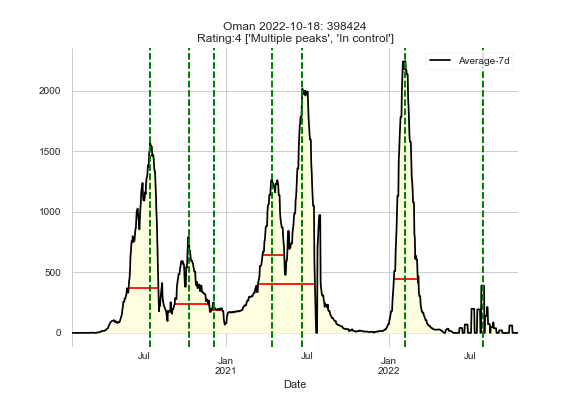 Oman 2022-10-18: 398424
Rating:4 ['Multiple peaks', 'In control']
Average-7d
2000
1500
1000
500
0
Jul
Jan
2021
Jul
Jan
2022
Jul
Date